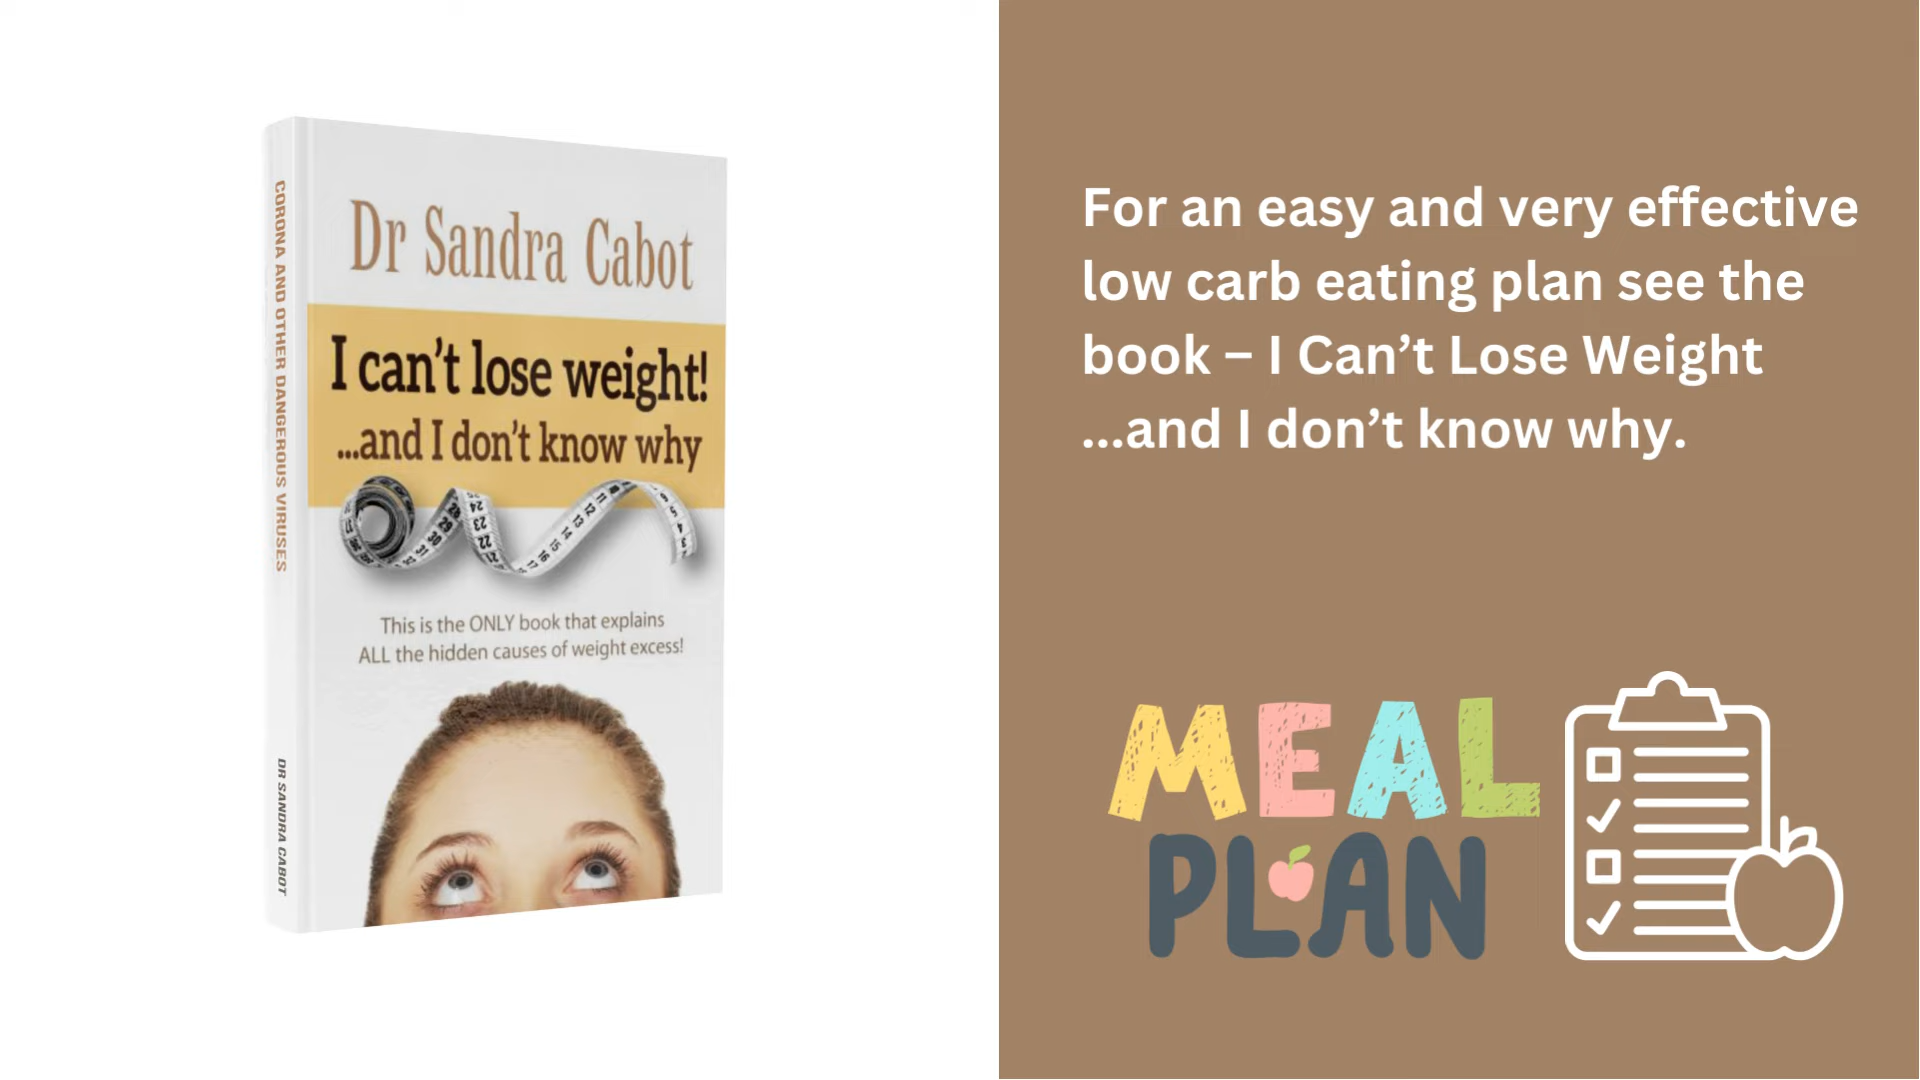 CORONA AND OTHER DANGEROUS VIRUSES
DR SANDRA CABOT
Dr Sandra Cabot
I can't lose weight!
...and I don't know why
This is the ONLY book that explains
ALL the hidden causes of weight excess!
For an easy and very effective
low carb eating plan see the
book – I Can't Lose Weight
...and I don't know why.
MEAL
PLAN